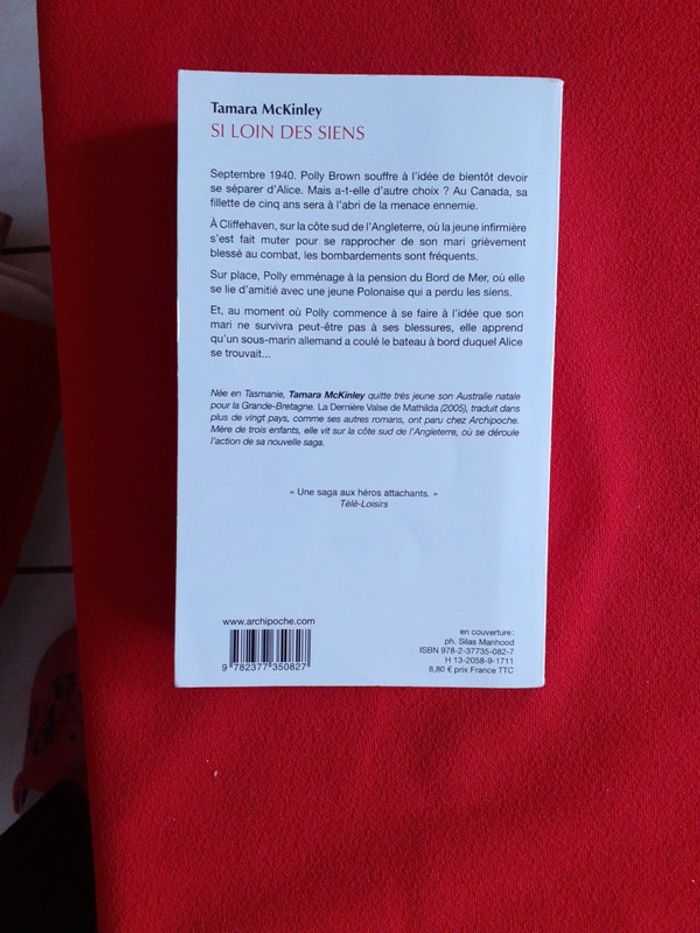 Tamara McKinley
SI LOIN DES SIENS
Septembre 1940. Polly Brown souffre à l'idée de bientôt devoir
se séparer d'Alice. Mais a-t-elle d'autre choix ? Au Canada, sa
fillette de cinq ans sera à l'abri de la menace ennemie.
À Cliffehaven, sur la côte sud de l'Angleterre, où la jeune infirmière
s'est fait muter pour se rapprocher de son mari grièvement
blessé au combat, les bombardements sont fréquents.
Sur place, Polly emménage à la pension du Bord de Mer, où elle
se lie d'amitié avec une jeune Polonaise qui a perdu les siens.
Et, au moment où Polly commence à se faire à l'idée que son
mari ne survivra peut-être pas à ses blessures, elle apprend
qu'un sous-marin allemand a coulé le bateau à bord duquel Alice
se trouvait...
Née en Tasmanie, Tamara McKinley quitte très jeune son Australie natale
pour la Grande-Bretagne. La Dernière Valse de Mathilda (2005), traduit dans
plus de vingt pays, comme ses autres romans, ont paru chez Archipoche.
Mère de trois enfants, elle vit sur la côte sud de l'Angleterre, où se déroule
l'action de sa nouvelle saga.
« Une saga aux héros attachants. »
Télé-Loisirs
www.archipoche.com
9 782377 350827
en couverture :
ph. Silas Manhood
ISBN 978-2-37735-082-7
H 13-2058-9-1711
8,80 € prix France TTC